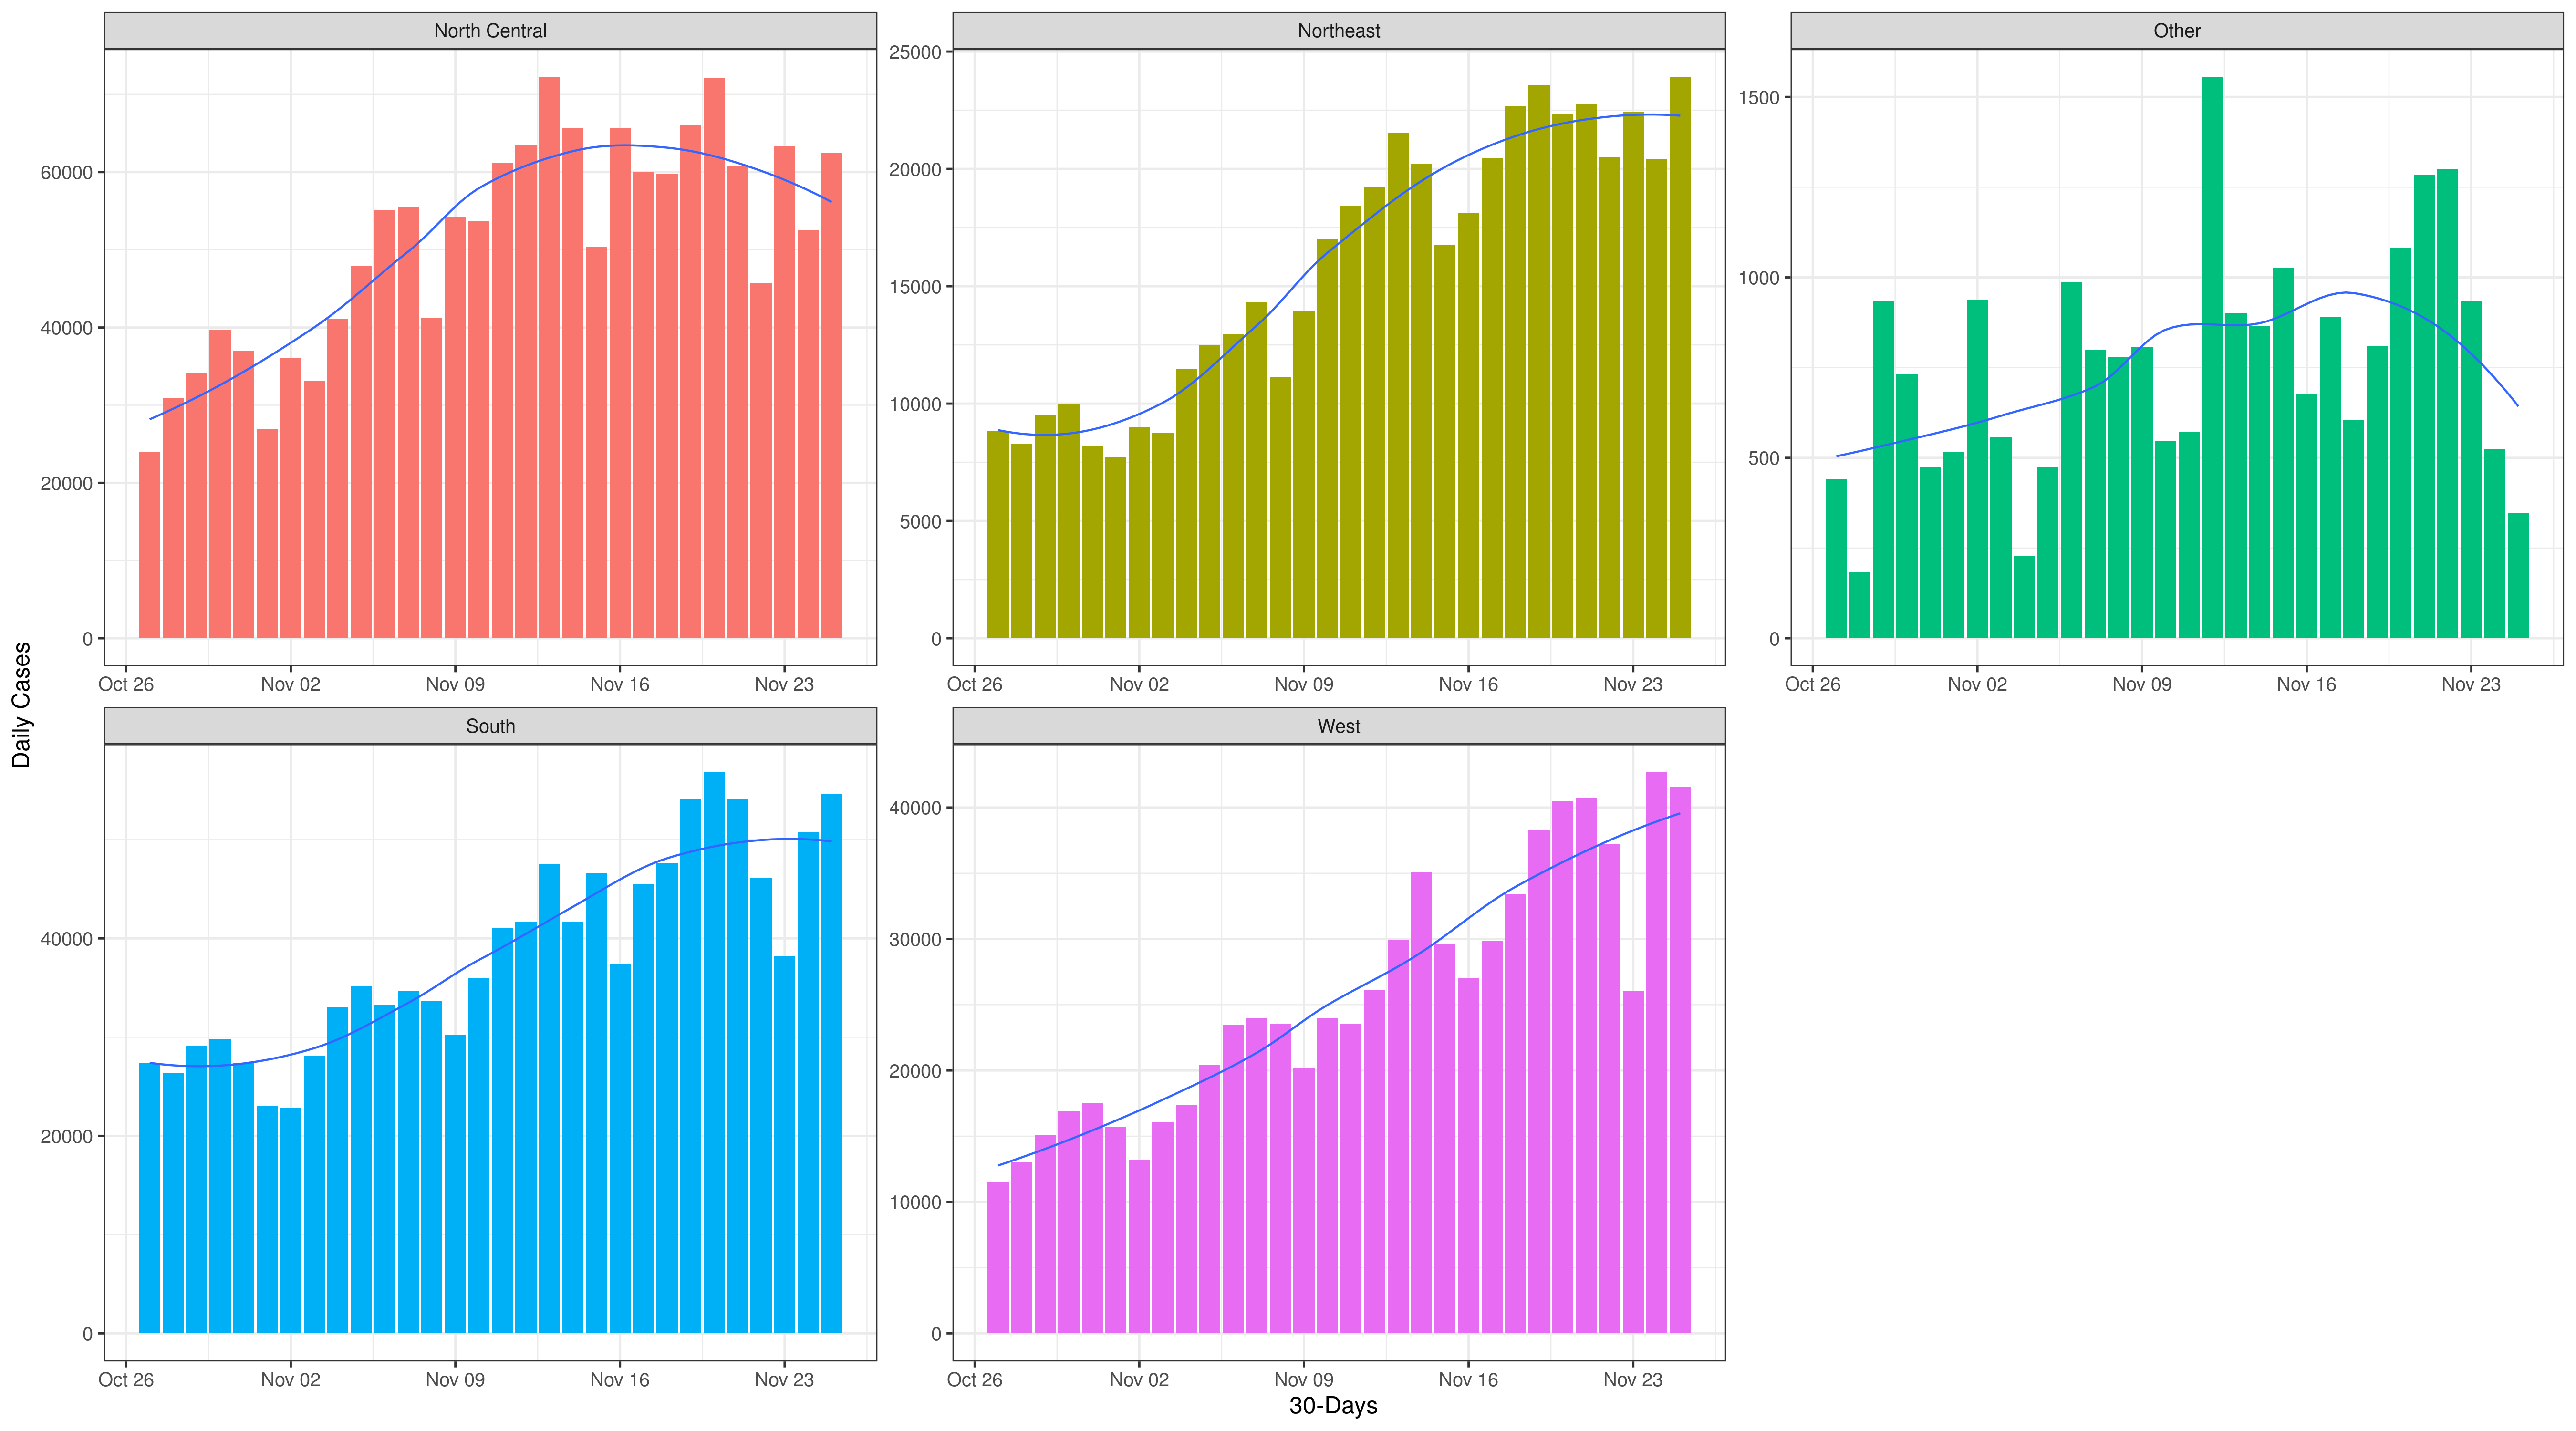 North Central
Northeast
Other
Daily Cases
60000
40000
20000
0
Oct 26
Nov 02
Nov 09
Nov 16
Nov 23
25000
20000
15000
10000
5000
0
Oct 26
Nov 02
Nov 09
Nov 16
Nov 23
1500
1000
500
0
Oct 26
Nov 02
Nov 09
Nov 16
Nov 23
South
West
40000
20000
0
Oct 26
Nov 02
Nov 09
Nov 16
Nov 23
40000
30000
20000
10000
0
Oct 26
Nov 02
Nov 09
Nov 16
Nov 23
30-Days